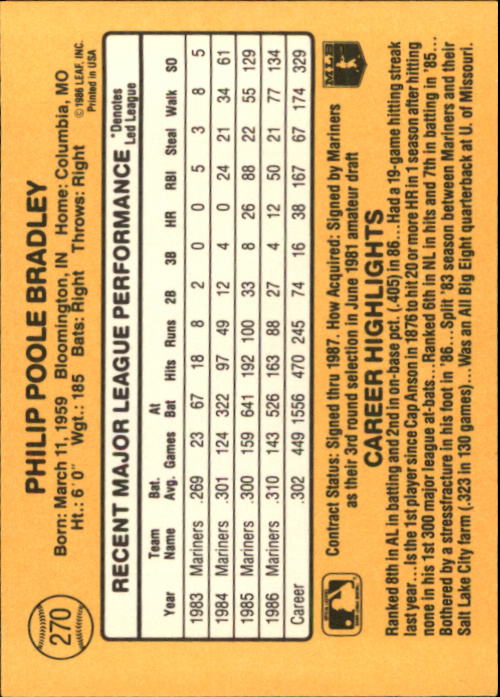 270
PHILIP POOLE BRADLEY
Born: March 11, 1959 Bloomington, IN Home: Columbia, MO
Ht.: 6'0" Wgt.: 185 Bats: Right Throws: Right
© 1986 LEAF, INC.
Printed in USA
RECENT MAJOR LEAGUE PERFORMANCE *Denotes Led League
Year Team Name Bat. Avg. Games At Bat Hits Runs 2B 3B HR RBI Steal Walk SO
1983 Mariners .269 23 67 18 8 2 0 0 5 3 8 5
1984 Mariners .301 124 322 97 49 12 4 0 24 21 34 61
1985 Mariners .300 159 641 192 100 33 8 26 88 22 55 129
1986 Mariners .310 143 526 163 88 27 4 12 50 21 77 134
Career .302 449 1556 470 245 74 16 38 167 67 174 329
Contract Status: Signed thru 1987. How Acquired: Signed by Mariners
as their 3rd round selection in June 1981 amateur draft
MLB
CAREER HIGHLIGHTS
Ranked 8th in AL in batting and 2nd in on-base pct. (.405) in 86...Had a 19-game hitting streak
last year...Is the 1st player since Cap Anson in 1876 to hit 20 or more HR in 1 season after hitting
none in his 1st 300 major league at-bats...Ranked 6th in NL in hits and 7th in batting in '85...
Bothered by a stressfracture in his foot in '86...Split '83 season between Mariners and their
Salt Lake City farm (.323 in 130 games)...Was an All Big Eight quarterback at U. of Missouri.